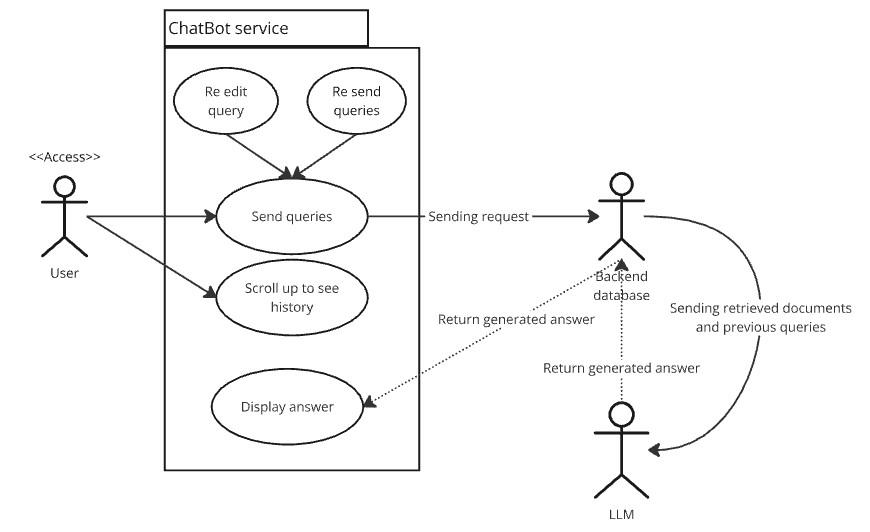 ChatBot service
Re edit
query
Re send
queries
<<Access>>
User
Send queries
Sending request
Scroll up to see
history
Backend
database
Return generated answer
Sending retrieved documents
and previous queries
Return generated answer
Display answer
LLM